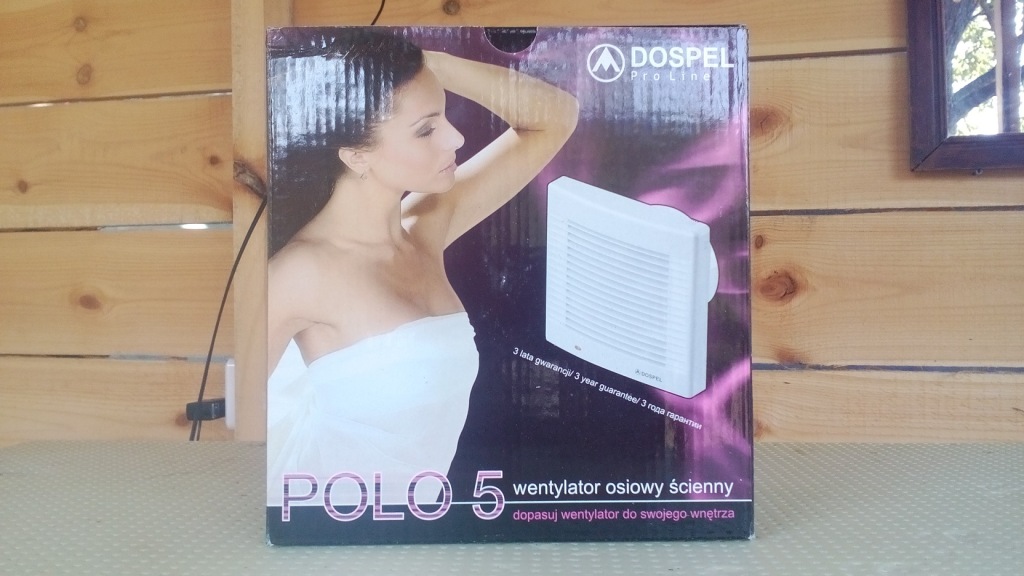 DOSPEL
Pro Line
DOSPEL
3 lata gwarancji/ 3 year guarantee/ 3 года гарантии
POLO 5
wentylator osiowy ścienny
dopasuj wentylator do swojego wnętrza